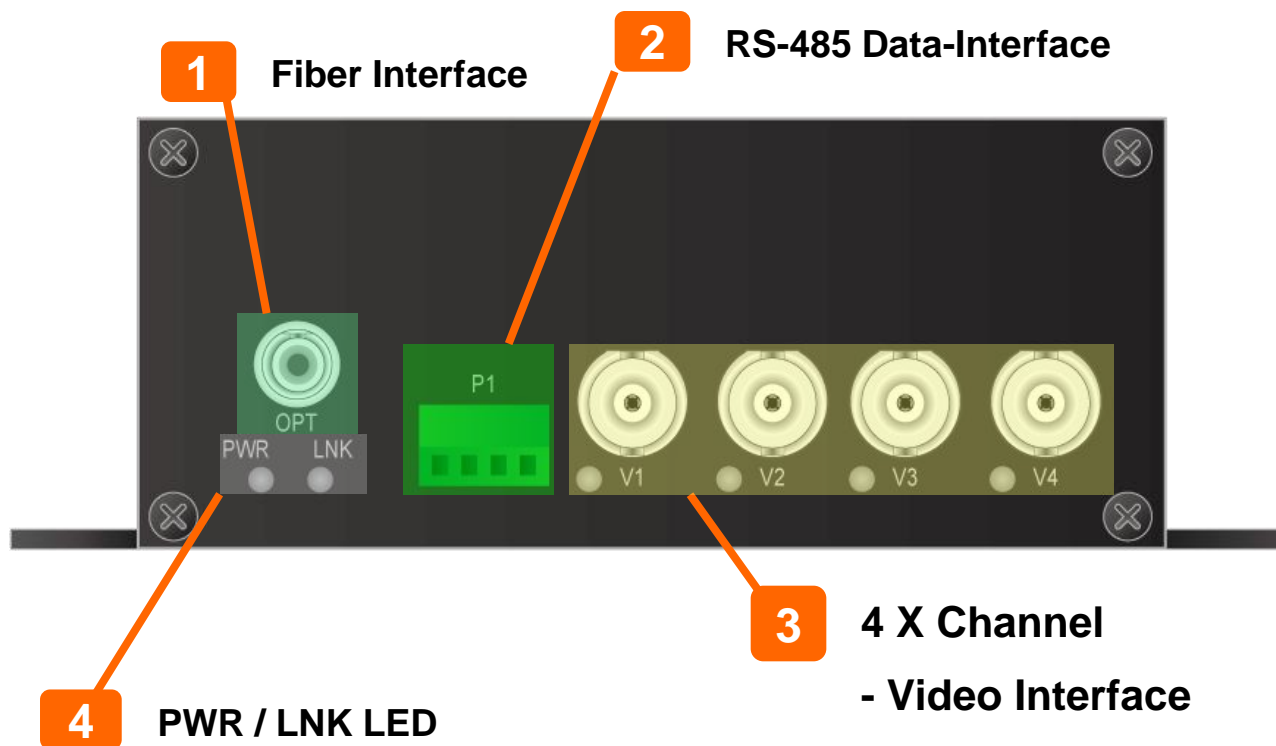 1 Fiber Interface
2 RS-485 Data-Interface
OPT
PWR LNK
P1
V1 V2 V3 V4
3 4 X Channel
- Video Interface
4 PWR / LNK LED